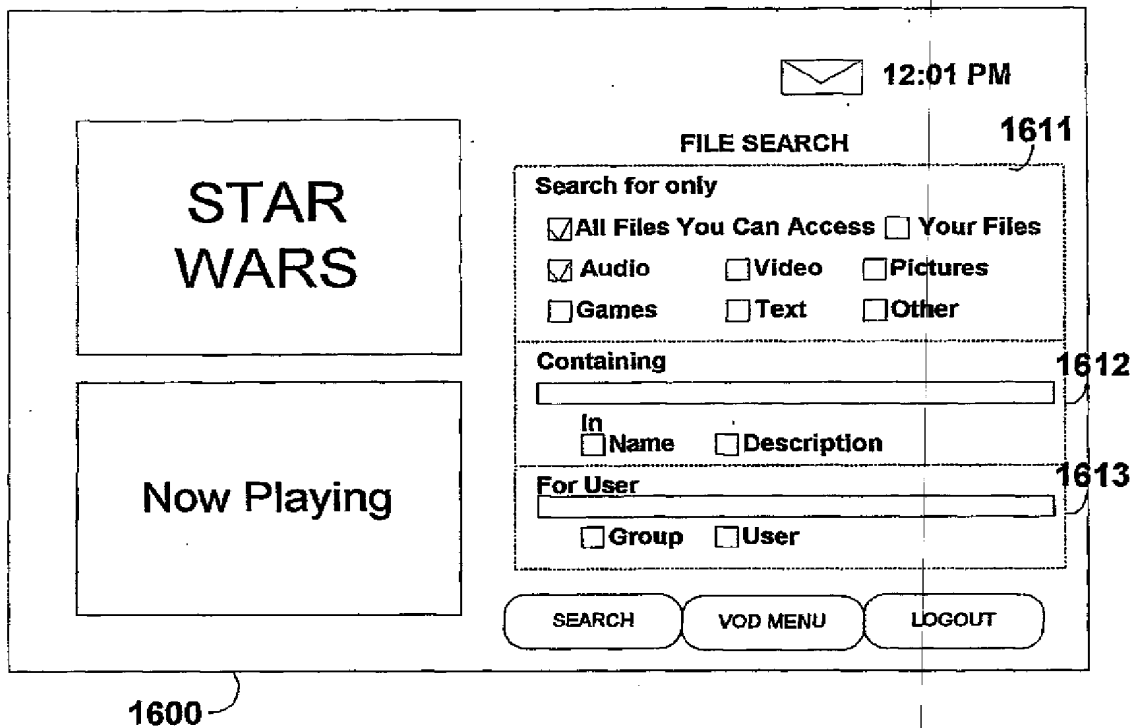 12:01 PM
STAR
WARS
Now Playing
FILE SEARCH
1611
Search for only
All Files You Can Access Your Files
Audio Video Pictures
Games Text Other
Containing
1612
In
Name Description
For User
1613
Group User
SEARCH VOD MENU LOGOUT
1600